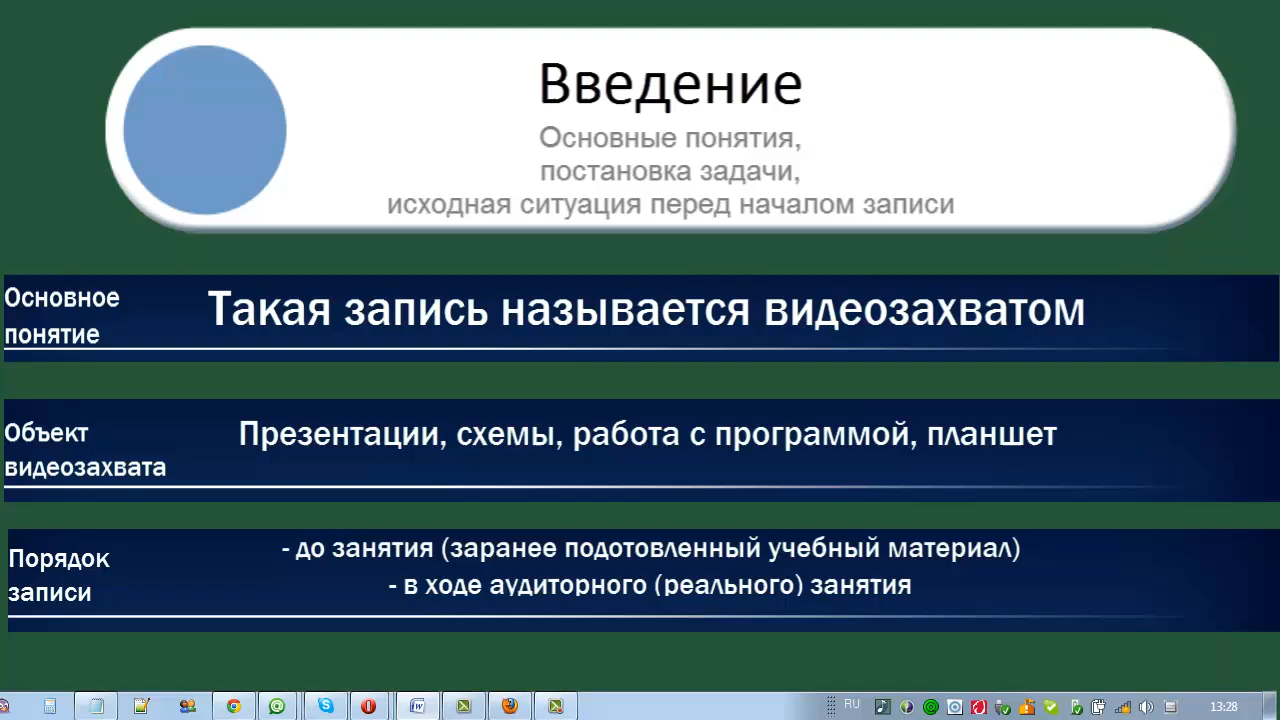 Введение
Основные понятия,
постановка задачи,
исходная ситуация перед началом записи
Основное
понятие
Такая запись называется видеозахватом
Объект
видеозахвата
Презентации, схемы, работа с программой, планшет
Порядок
записи
- до занятия (заранее подотовленный учебный материал)
- в ходе аудиторного (реального) занятия
RU
13:28